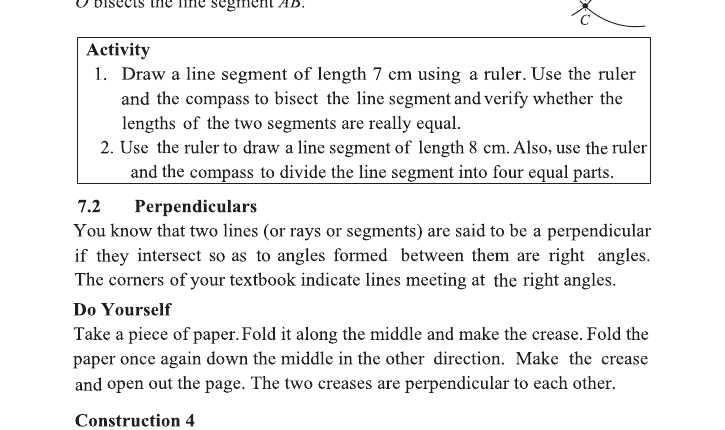 O bisects the line segment AB.
C
Activity
1. Draw a line segment of length 7 cm using a ruler. Use the ruler
and the compass to bisect the line segment and verify whether the
lengths of the two segments are really equal.
2. Use the ruler to draw a line segment of length 8 cm. Also, use the ruler
and the compass to divide the line segment into four equal parts.
7.2 Perpendiculars
You know that two lines (or rays or segments) are said to be a perpendicular
if they intersect so as to angles formed between them are right angles.
The corners of your textbook indicate lines meeting at the right angles.
Do Yourself
Take a piece of paper. Fold it along the middle and make the crease. Fold the
paper once again down the middle in the other direction. Make the crease
and open out the page. The two creases are perpendicular to each other.
Construction 4